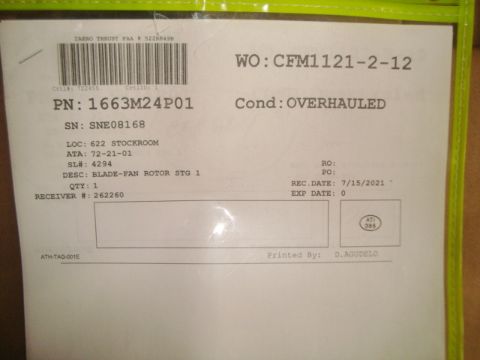 WO:CFM1121-2-12
PN: 1663M24P01
Cond:OVERHAULED
SN: SNE08168
LOC: 622 STOCKROOM
ATA: 72-21-01
SL#: 4294
DESC: BLADE-FAN ROTOR STG 1
QTY: 1
RECEIVER #: 262260
RO:
PO:
REC.DATE: 7/15/2021
EXP DATE: 0
ATI
Printed By: D.AGUDELO
ATH-TAG-001E